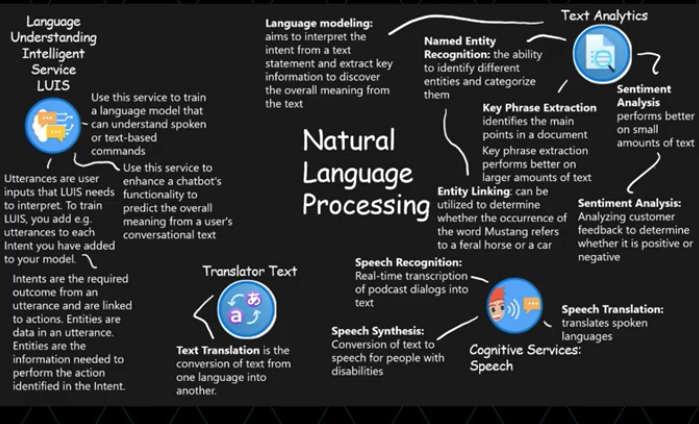 Language
Understanding
Intelligent
Service
LUIS
Use this service to train
a language model that
can understand spoken
or text-based
commands
Use this service to
enhance a chatbot's
functionality to
predict the overall
meaning from a user's
conversational text
Utterances are user
inputs that LUIS needs
to interpret. To train
LUIS, you add e.g.
utterances to each
Intent you have added
to your model.
Intents are the required
outcome from an
utterance and are linked
to actions. Entities are
data in an utterance.
Entities are the
information needed to
perform the action
identified in the Intent.
Language modeling:
aims to interpret the
intent from a text
statement and extract key
information to discover
the overall meaning from
the text
Natural
Language
Processing
Text Analytics
Named Entity
Recognition: the ability
to identify different
entities and categorize
them
Key Phrase Extraction
identifies the main
points in a document
Key phrase extraction
performs better on
larger amounts of text
Sentiment
Analysis
performs better
on small
amounts of text
Entity Linking: can be
utilized to determine
whether the occurrence of
the word Mustang refers
to a feral horse or a car
Sentiment Analysis:
Analyzing customer
feedback to determine
whether it is positive or
negative
Translator Text
あ
a
Text Translation is the
conversion of text from
one language into
another.
Speech Recognition:
Real-time transcription
of podcast dialogs into
text
Speech Synthesis:
Conversion of text to
speech for people with
disabilities
Speech Translation:
translates spoken
languages
Cognitive Services:
Speech